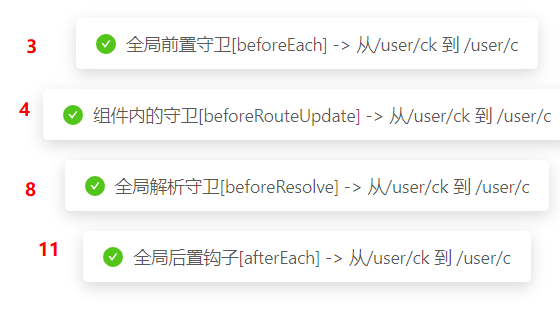 3 全局前置守卫[beforeEach] -> 从/user/ck 到 /user/c
4 组件内的守卫[beforeRouteUpdate] -> 从/user/ck 到 /user/c
8 全局解析守卫[beforeResolve] -> 从/user/ck 到 /user/c
11 全局后置钩子[afterEach] -> 从/user/ck 到 /user/c